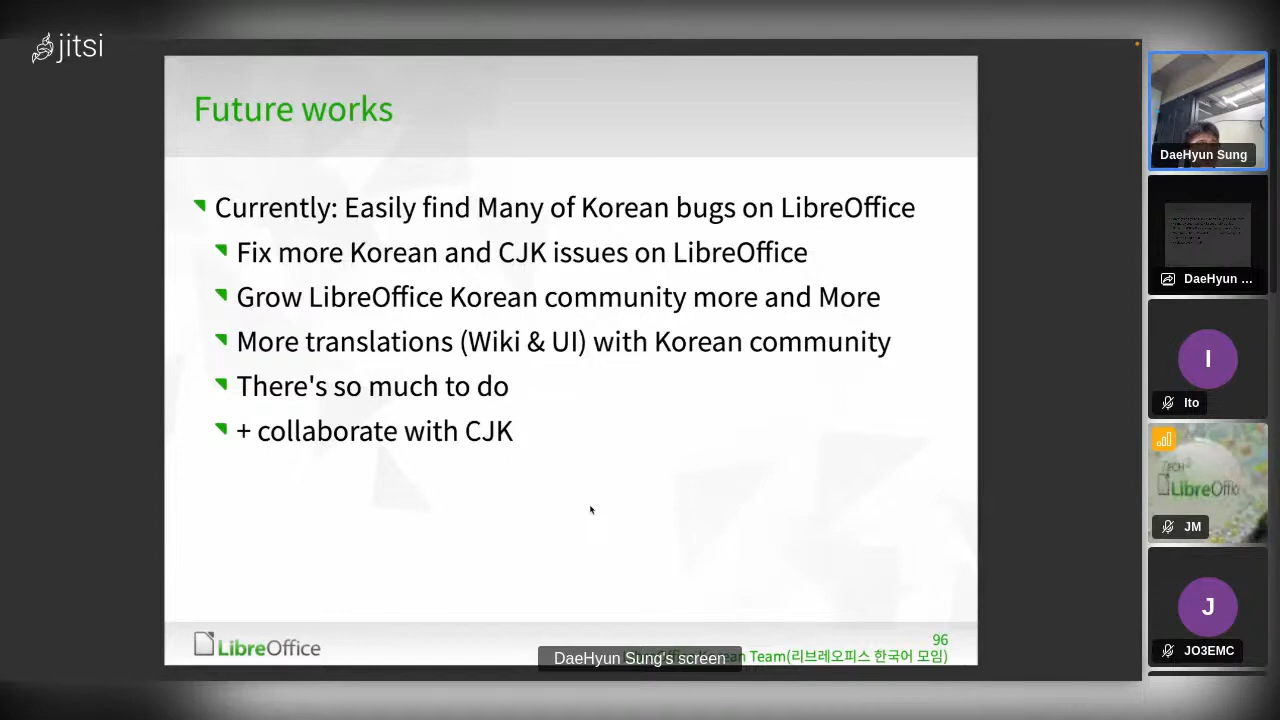 jitsi
Future works
Currently: Easily find Many of Korean bugs on LibreOffice
Fix more Korean and CJK issues on LibreOffice
Grow LibreOffice Korean community more and More
More translations (Wiki & UI) with Korean community
There's so much to do
+ collaborate with CJK
LibreOffice
96
Team(리브레오피스 한국어 모임)
DaeHyun Sung's screen
DaeHyun Sung
DaeHyun ...
I
Ito
LibreOffic
JM
J
JO3EMC